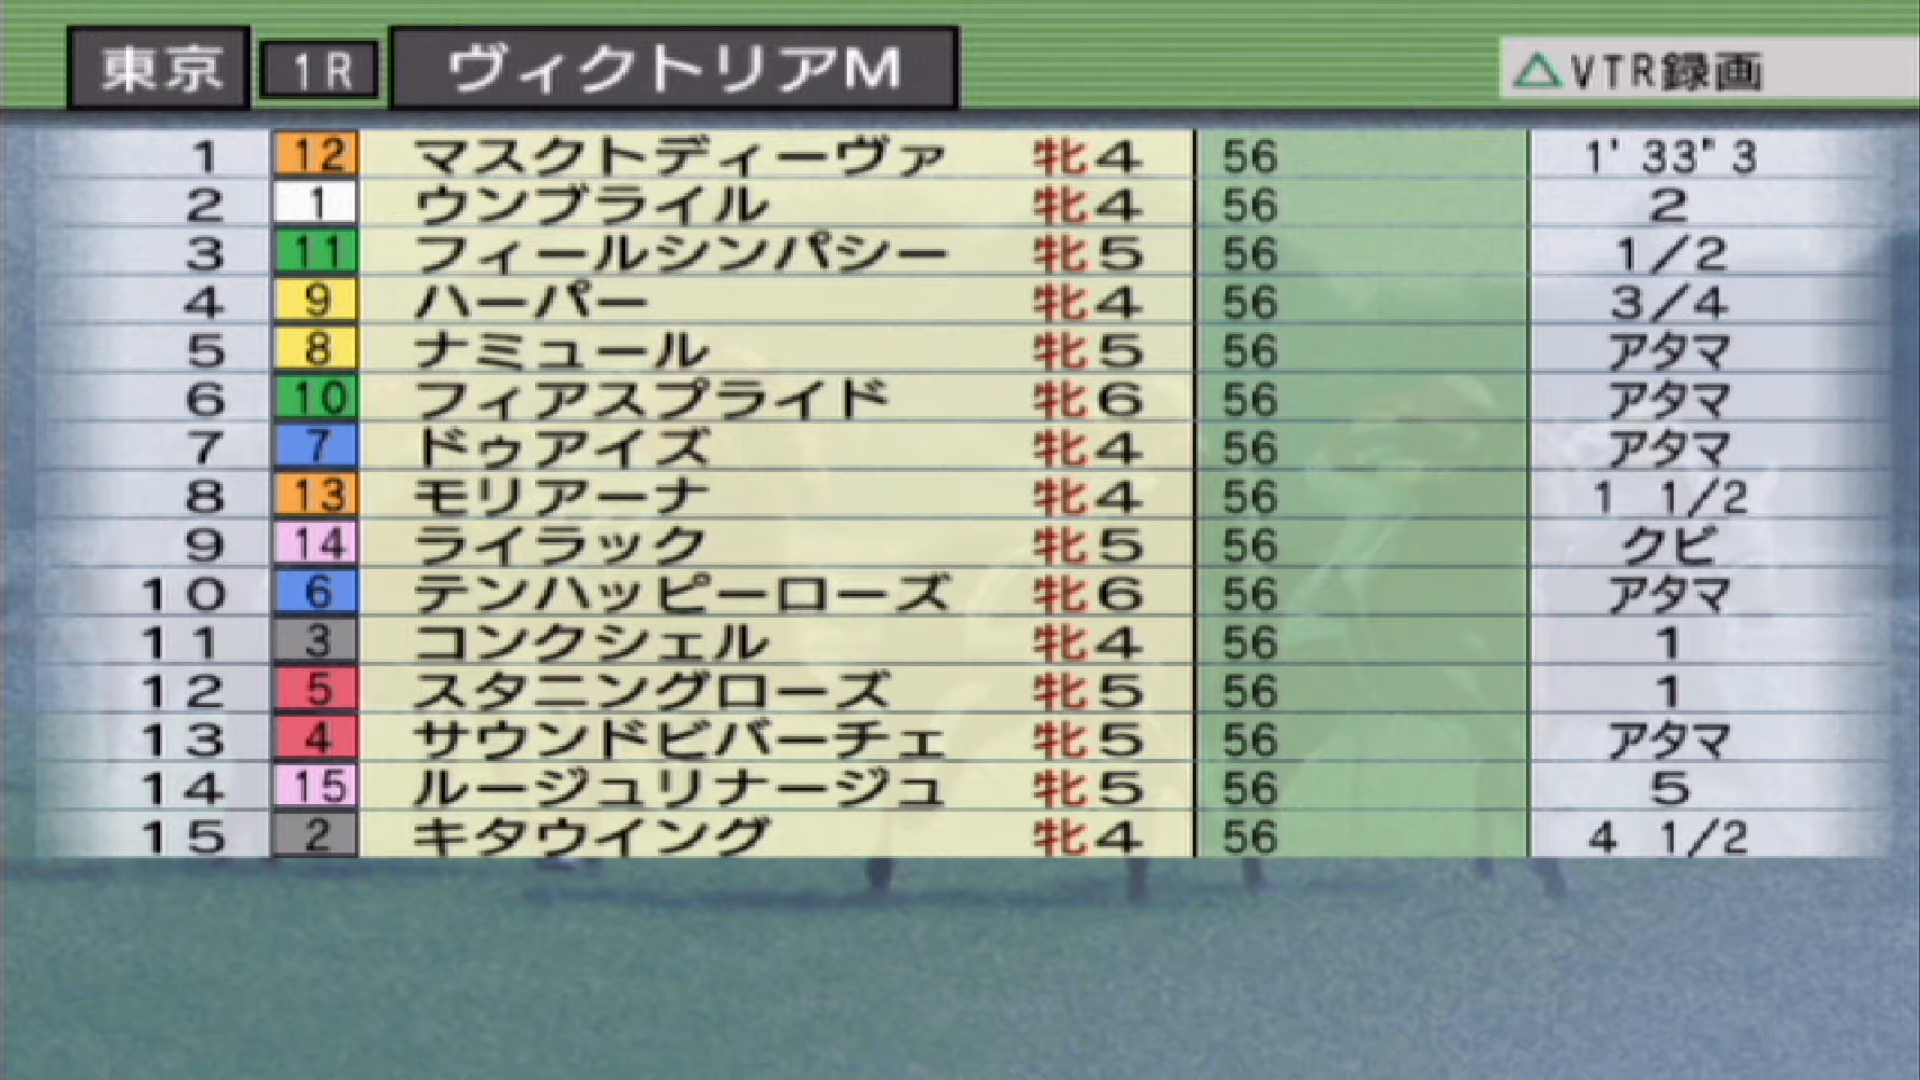 東京 1R ヴィクトリアM △VTR録画
1 12 マスクトディーヴァ 牝4 56 1'33"3
2 1 ウンブライル 牝4 56 2
3 11 フィールシンパシー 牝5 56 1/2
4 9 ハーパー 牝4 56 3/4
5 8 ナミュール 牝5 56 アタマ
6 10 フィアスプライド 牝6 56 アタマ
7 7 ドゥアイズ 牝4 56 アタマ
8 13 モリアーナ 牝4 56 1 1/2
9 14 ライラック 牝5 56 クビ
10 6 テンハッピーローズ 牝6 56 アタマ
11 3 コンクシェル 牝4 56 1
12 5 スタニングローズ 牝5 56 1
13 4 サウンドビバーチェ 牝5 56 アタマ
14 15 ルージュリナージュ 牝5 56 5
15 2 キタウイング 牝4 56 4 1/2